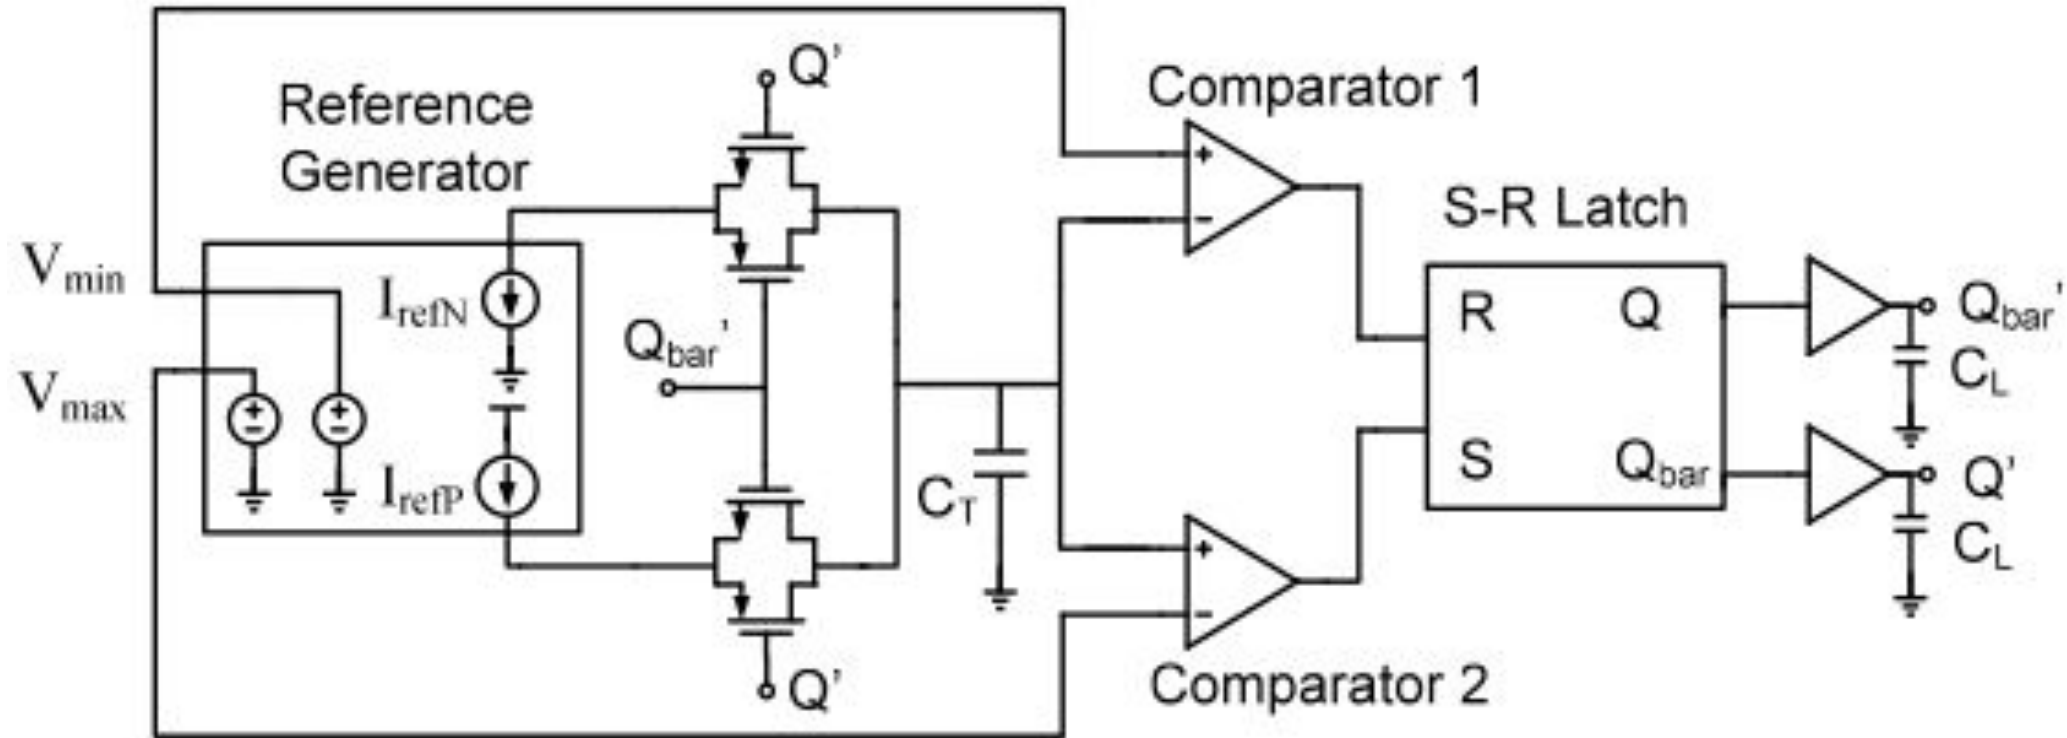 Q'
Comparator 1
Reference
Generator
+
-
S-R Latch
V_min
I_refN
R
Q
Q_bar'
Q_bar'
C_L
V_max
+
-
+
-
I_refP
S
Q_bar
Q'
C_T
C_L
+
-
Q'
Comparator 2